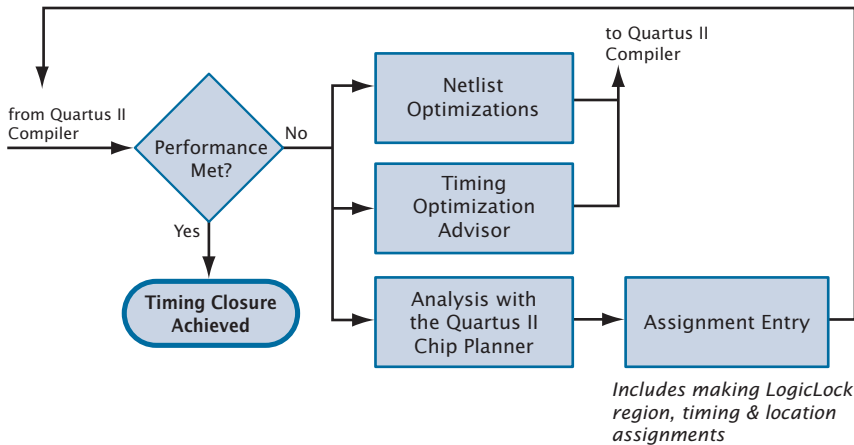 to Quartus II
Compiler
from Quartus II
Compiler
Performance
Met?
No
Yes
Timing Closure
Achieved
Netlist
Optimizations
Timing
Optimization
Advisor
Analysis with
the Quartus II
Chip Planner
Assignment Entry
Includes making LogicLock
region, timing & location
assignments